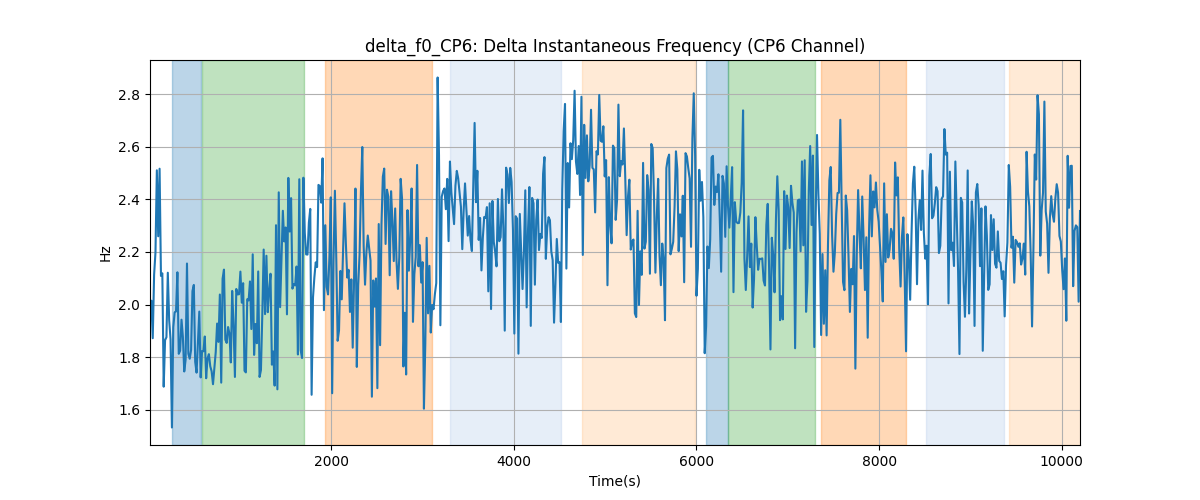 delta_f0_CP6: Delta Instantaneous Frequency (CP6 Channel)
2.8
2.6
2.4
2.2
2.0
1.8
1.6
Hz
2000 4000 6000 8000 10000
Time(s)